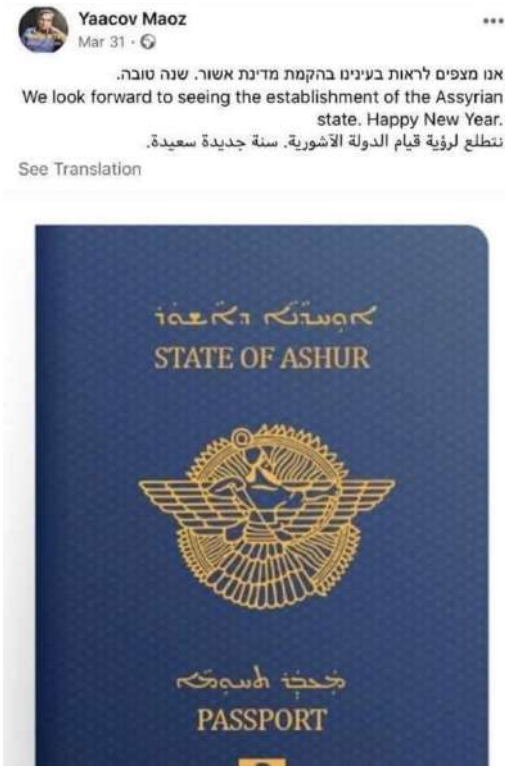 Yaacov Maoz
Mar 31 ·
אנו מצפים לראות בעינינו בהקמת מדינת אשור. שנה טובה.
We look forward to seeing the establishment of the Assyrian
state. Happy New Year.
نتطلع لرؤية قيام الدولة الآشورية. سنة جديدة سعيدة.
See Translation
STATE OF ASHUR
PASSPORT